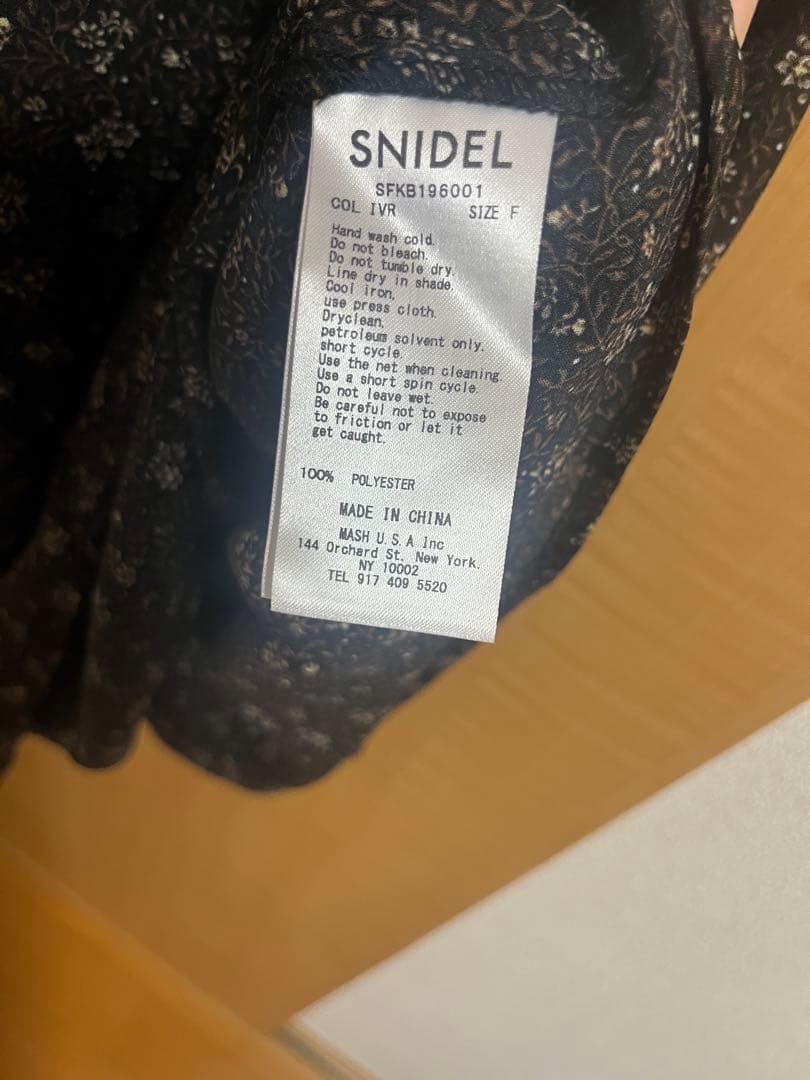 SNIDEL
SFKB196001
COL IVR SIZE F
Hand wash cold.
Do not bleach.
Do not tumble dry.
Line dry in shade.
Cool iron,
use press cloth.
Dryclean,
petroleum solvent only.
short cycle.
Use the net when cleaning.
Use a short spin cycle.
Do not leave wet.
Be careful not to expose
to friction or let it
get caught.
100% POLYESTER
MADE IN CHINA
MASH U.S.A Inc
144 Orchard St. New York.
NY 10002
TEL 917 409 5520